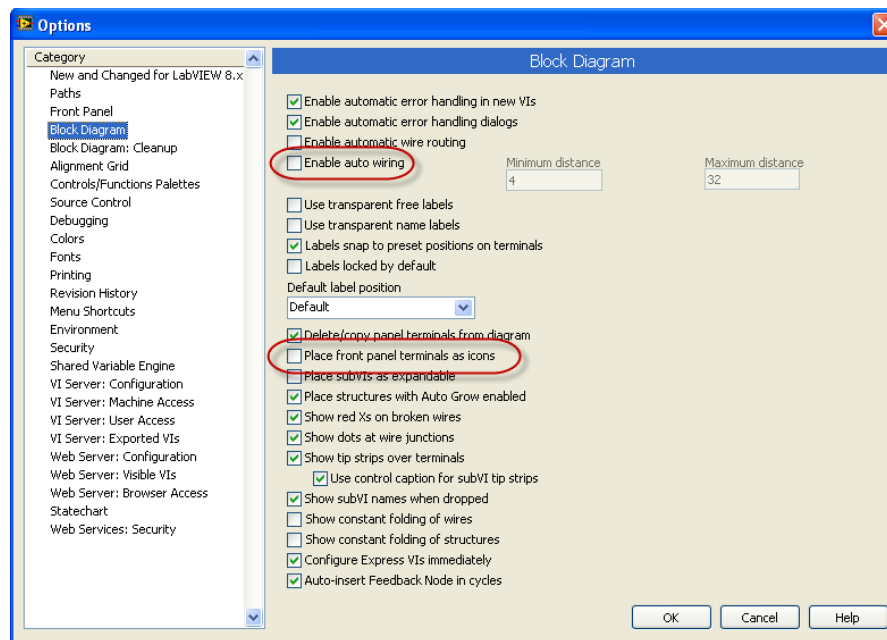 Options
Category
New and Changed for LabVIEW 8.x
Paths
Front Panel
Block Diagram
Block Diagram: Cleanup
Alignment Grid
Controls/Functions Palettes
Source Control
Debugging
Colors
Fonts
Printing
Revision History
Menu Shortcuts
Environment
Security
Shared Variable Engine
VI Server: Configuration
VI Server: Machine Access
VI Server: User Access
VI Server: Exported VIs
Web Server: Configuration
Web Server: Visible VIs
Web Server: Browser Access
Statechart
Web Services: Security
Block Diagram
Enable automatic error handling in new VIs
Enable automatic error handling dialogs
Enable automatic wire routing
Enable auto wiring
Minimum distance
4
Maximum distance
32
Use transparent free labels
Use transparent name labels
Labels snap to preset positions on terminals
Labels locked by default
Default label position
Default
Delete/copy panel terminals from diagram
Place front panel terminals as icons
Place subVIs as expandable
Place structures with Auto Grow enabled
Show red Xs on broken wires
Show dots at wire junctions
Show tip strips over terminals
Use control caption for subVI tip strips
Show subVI names when dropped
Show constant folding of wires
Show constant folding of structures
Configure Express VIs immediately
Auto-insert Feedback Node in cycles
OK
Cancel
Help